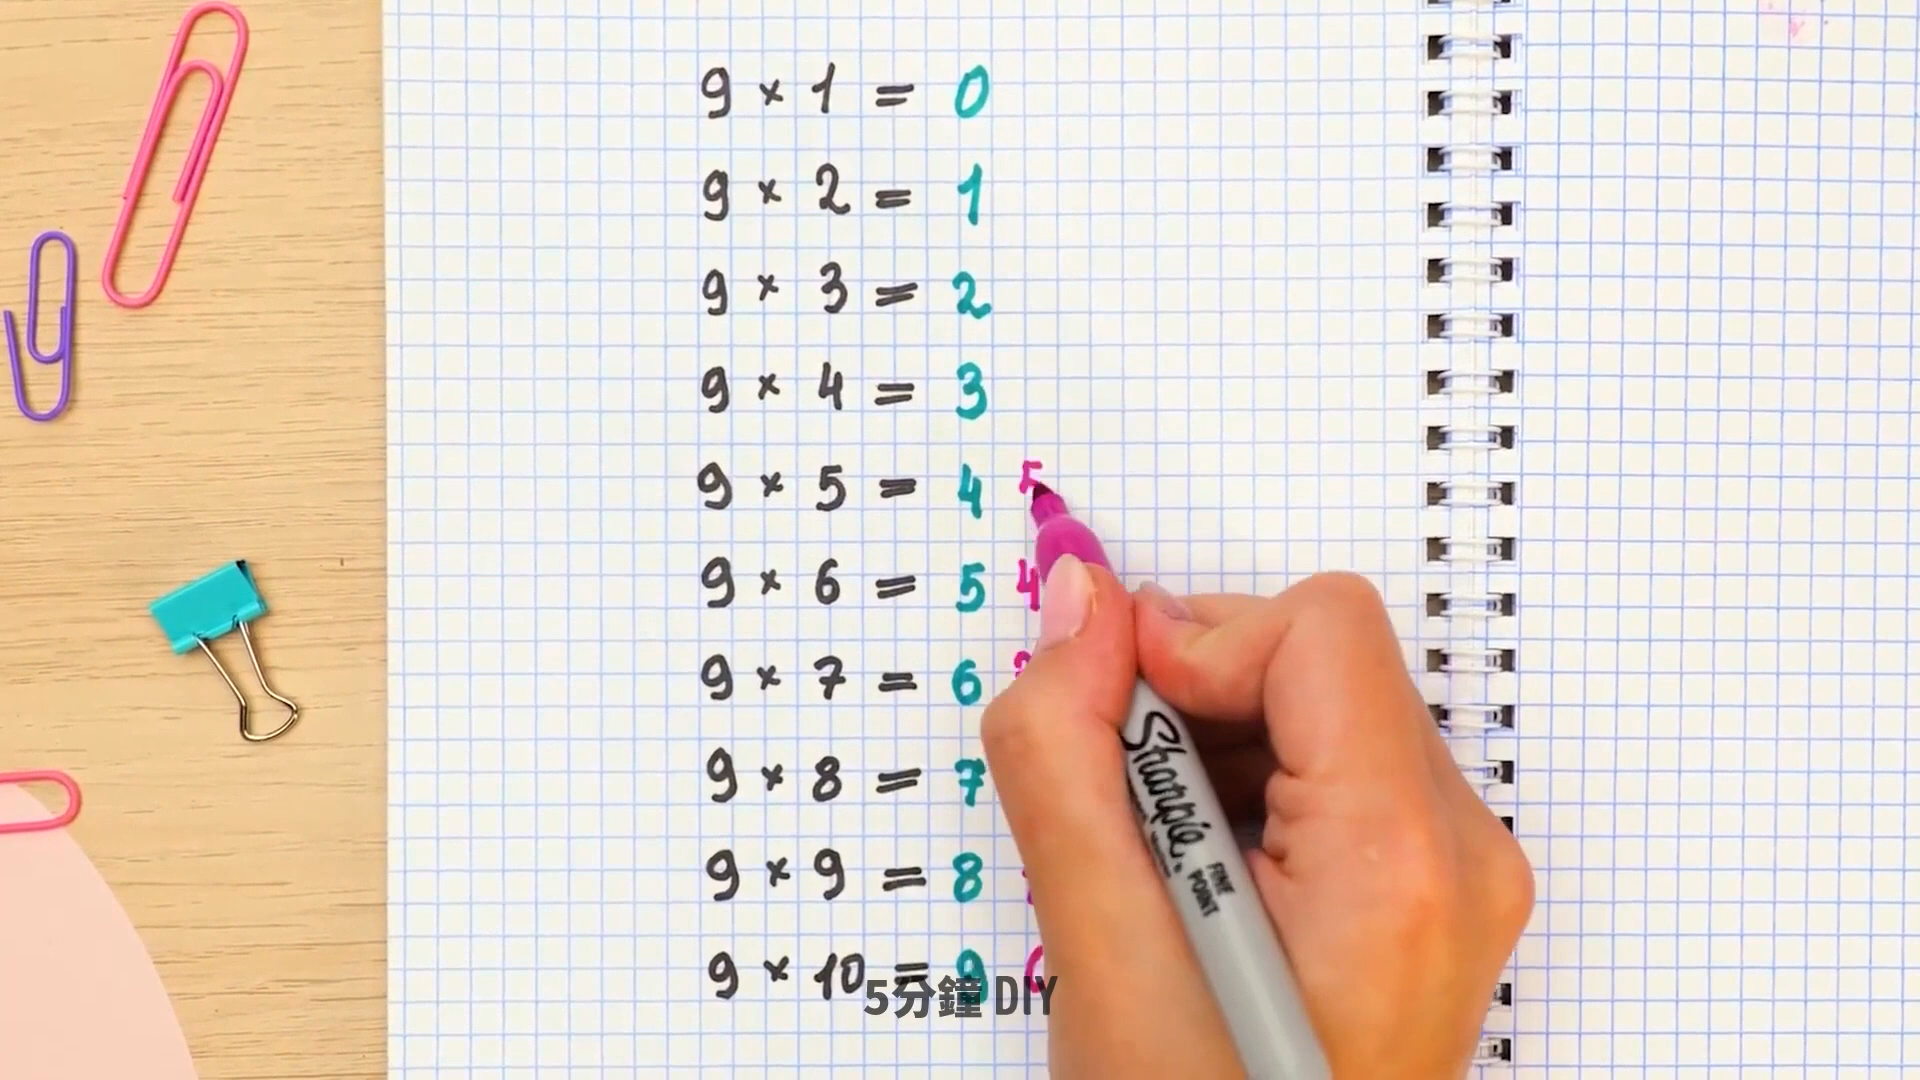 9 × 1 = 0
9 × 2 = 1
9 × 3 = 2
9 × 4 = 3
9 × 5 = 4 5
9 × 6 = 5 4
9 × 7 = 6
9 × 8 = 7
9 × 9 = 8
9 × 10 = 9 0
Sharpie.
FINE
POINT
5分鐘 DIY